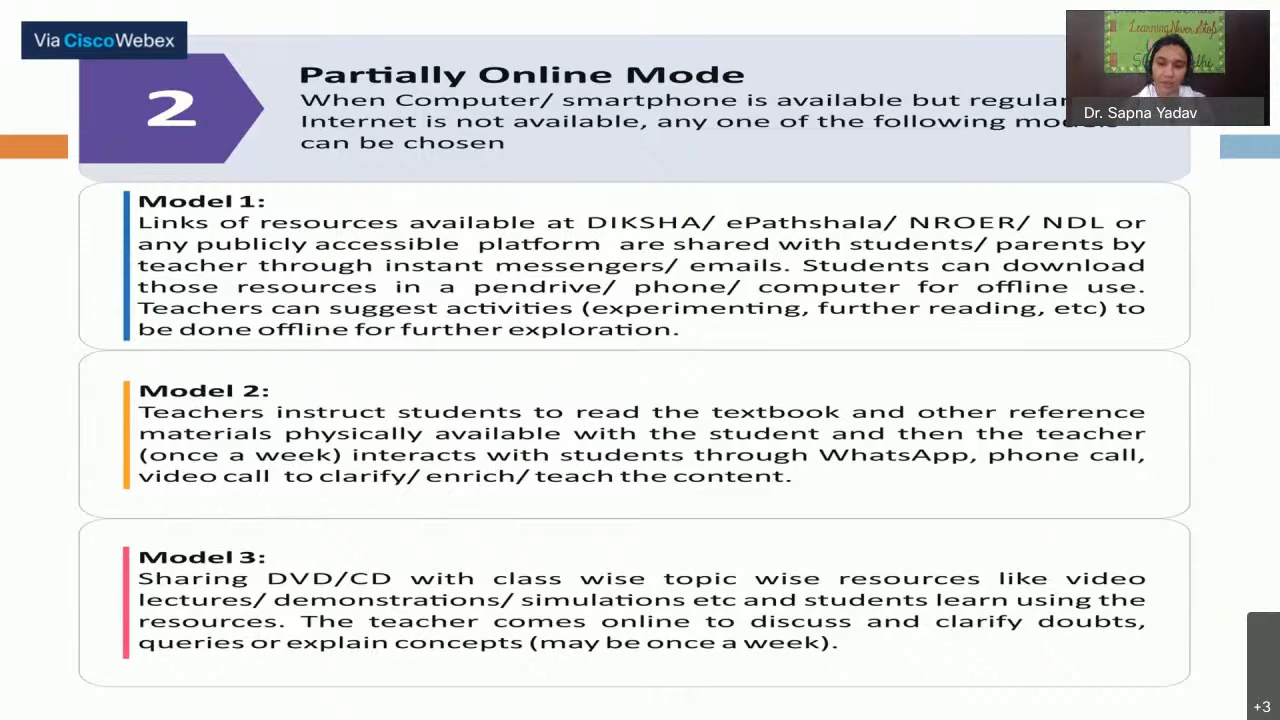 Via CiscoWebex
2
Partially Online Mode
When Computer/ smartphone is available but regular
Internet is not available, any one of the following
can be chosen
Learning Never Stop
Dr. Sapna Yadav
Model 1:
Links of resources available at DIKSHA/ ePathshala/ NROER/ NDL or
any publicly accessible platform are shared with students/ parents by
teacher through instant messengers/ emails. Students can download
those resources in a pendrive/ phone/ computer for offline use.
Teachers can suggest activities (experimenting, further reading, etc) to
be done offline for further exploration.
Model 2:
Teachers instruct students to read the textbook and other reference
materials physically available with the student and then the teacher
(once a week) interacts with students through WhatsApp, phone call,
video call to clarify/ enrich/ teach the content.
Model 3:
Sharing DVD/CD with class wise topic wise resources like video
lectures/ demonstrations/ simulations etc and students learn using the
resources. The teacher comes online to discuss and clarify doubts,
queries or explain concepts (may be once a week).
+3